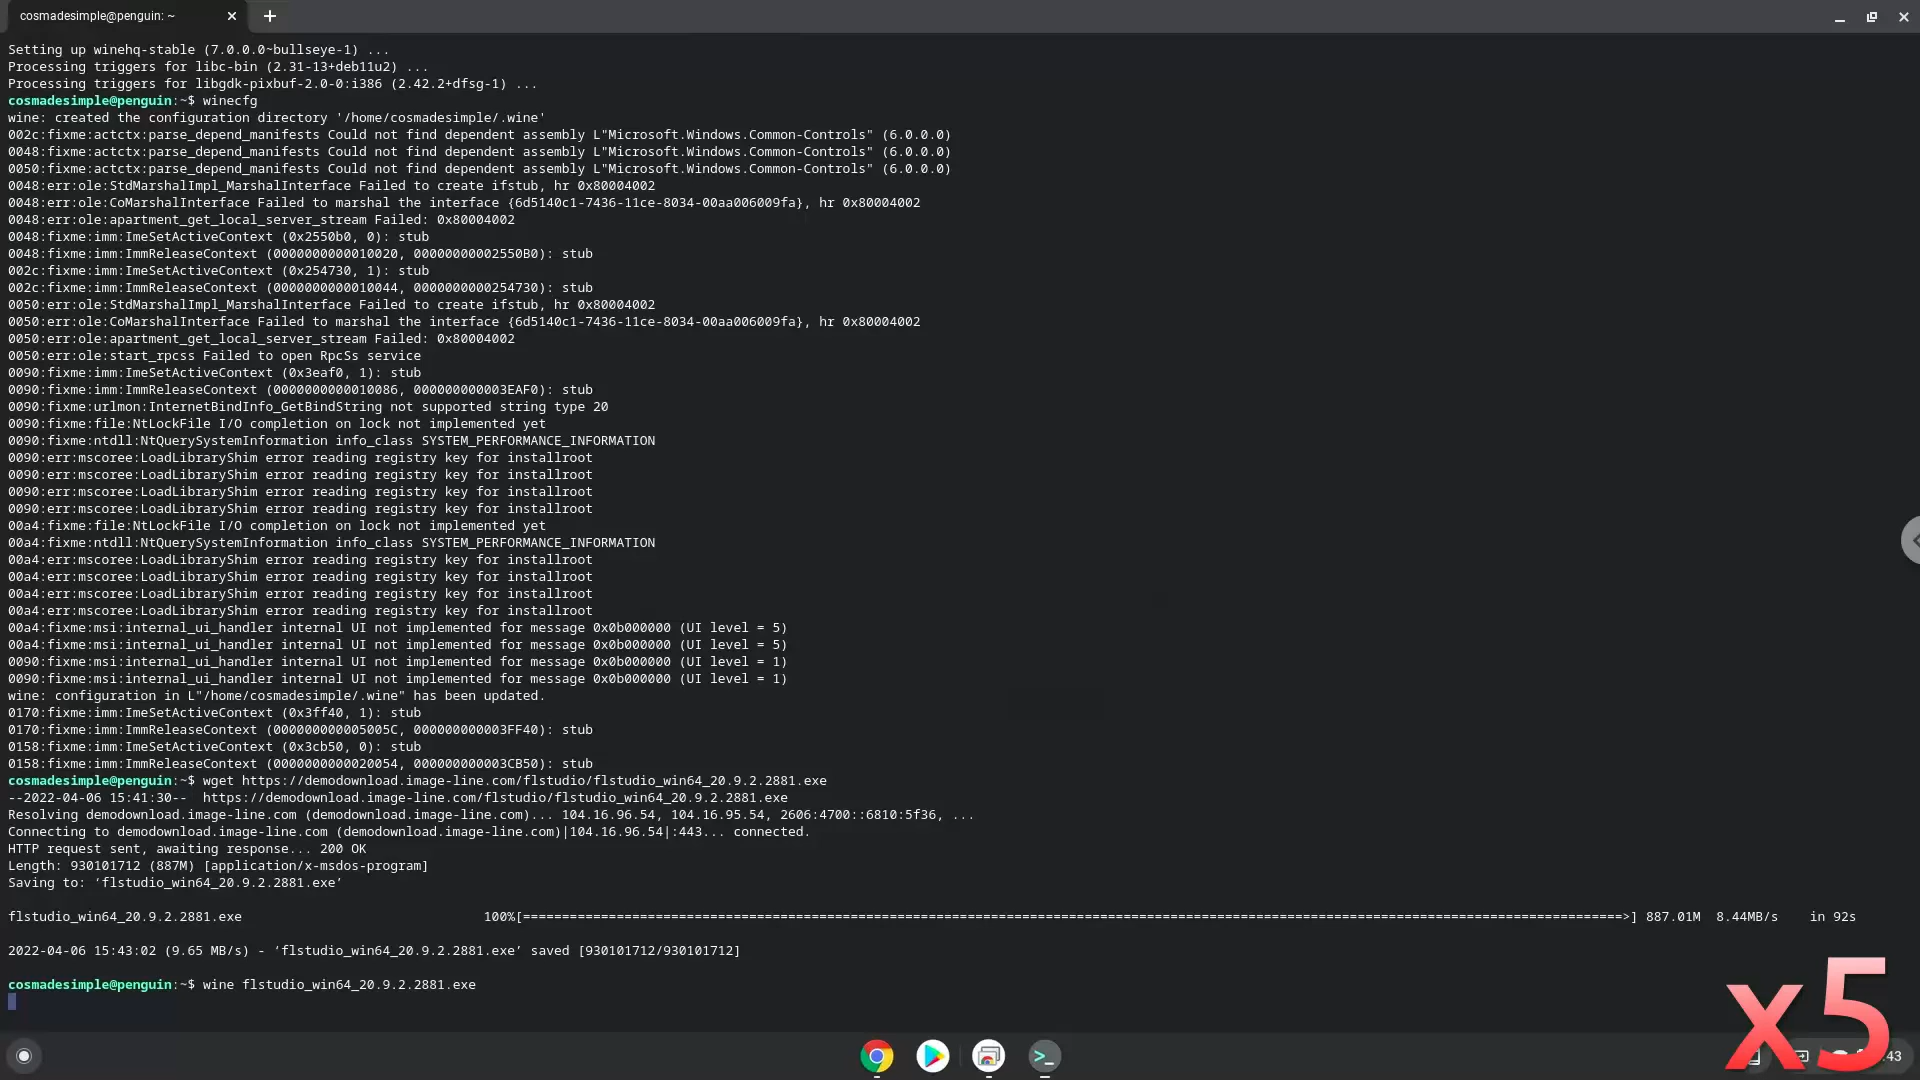 cosmadesimple@penguin: ~
Setting up winehq-stable (7.0.0.0~bullseye-1) ...
Processing triggers for libc-bin (2.31-13+deb11u2) ...
Processing triggers for libgdk-pixbuf-2.0-0:i386 (2.42.2+dfsg-1) ...
cosmadesimple@penguin:~$ winecfg
wine: created the configuration directory '/home/cosmadesimple/.wine'
002c:fixme:actctx:parse_depend_manifests Could not find dependent assembly L"Microsoft.Windows.Common-Controls" (6.0.0.0)
0048:fixme:actctx:parse_depend_manifests Could not find dependent assembly L"Microsoft.Windows.Common-Controls" (6.0.0.0)
0050:fixme:actctx:parse_depend_manifests Could not find dependent assembly L"Microsoft.Windows.Common-Controls" (6.0.0.0)
0048:err:ole:StdMarshalImpl_MarshalInterface Failed to create ifstub, hr 0x80004002
0048:err:ole:CoMarshalInterface Failed to marshal the interface {6d5140c1-7436-11ce-8034-00aa006009fa}, hr 0x80004002
0048:err:ole:apartment_get_local_server_stream Failed: 0x80004002
0048:fixme:imm:ImeSetActiveContext (0x2550b0, 0): stub
0048:fixme:imm:ImmReleaseContext (0000000000010020, 00000000002550B0): stub
002c:fixme:imm:ImeSetActiveContext (0x254730, 1): stub
002c:fixme:imm:ImmReleaseContext (0000000000010044, 0000000000254730): stub
0050:err:ole:StdMarshalImpl_MarshalInterface Failed to create ifstub, hr 0x80004002
0050:err:ole:CoMarshalInterface Failed to marshal the interface {6d5140c1-7436-11ce-8034-00aa006009fa}, hr 0x80004002
0050:err:ole:apartment_get_local_server_stream Failed: 0x80004002
0050:err:ole:start_rpcss Failed to open RpcSs service
0090:fixme:imm:ImeSetActiveContext (0x3eaf0, 1): stub
0090:fixme:imm:ImmReleaseContext (0000000000010086, 000000000003EAF0): stub
0090:fixme:urlmon:InternetBindInfo_GetBindString not supported string type 20
0090:fixme:file:NtLockFile I/O completion on lock not implemented yet
0090:fixme:ntdll:NtQuerySystemInformation info_class SYSTEM_PERFORMANCE_INFORMATION
0090:err:mscoree:LoadLibraryShim error reading registry key for installroot
0090:err:mscoree:LoadLibraryShim error reading registry key for installroot
0090:err:mscoree:LoadLibraryShim error reading registry key for installroot
0090:err:mscoree:LoadLibraryShim error reading registry key for installroot
00a4:fixme:file:NtLockFile I/O completion on lock not implemented yet
00a4:fixme:ntdll:NtQuerySystemInformation info_class SYSTEM_PERFORMANCE_INFORMATION
00a4:err:mscoree:LoadLibraryShim error reading registry key for installroot
00a4:err:mscoree:LoadLibraryShim error reading registry key for installroot
00a4:err:mscoree:LoadLibraryShim error reading registry key for installroot
00a4:err:mscoree:LoadLibraryShim error reading registry key for installroot
00a4:fixme:msi:internal_ui_handler internal UI not implemented for message 0x0b000000 (UI level = 5)
00a4:fixme:msi:internal_ui_handler internal UI not implemented for message 0x0b000000 (UI level = 5)
0090:fixme:msi:internal_ui_handler internal UI not implemented for message 0x0b000000 (UI level = 1)
0090:fixme:msi:internal_ui_handler internal UI not implemented for message 0x0b000000 (UI level = 1)
wine: configuration in L"/home/cosmadesimple/.wine" has been updated.
0170:fixme:imm:ImeSetActiveContext (0x3ff40, 1): stub
0170:fixme:imm:ImmReleaseContext (000000000005005C, 000000000003FF40): stub
0158:fixme:imm:ImeSetActiveContext (0x3cb50, 0): stub
0158:fixme:imm:ImmReleaseContext (0000000000020054, 000000000003CB50): stub
cosmadesimple@penguin:~$ wget https://demodownload.image-line.com/flstudio/flstudio_win64_20.9.2.2881.exe
--2022-04-06 15:41:30--  https://demodownload.image-line.com/flstudio/flstudio_win64_20.9.2.2881.exe
Resolving demodownload.image-line.com (demodownload.image-line.com)... 104.16.96.54, 104.16.95.54, 2606:4700::6810:5f36, ...
Connecting to demodownload.image-line.com (demodownload.image-line.com)|104.16.96.54|:443... connected.
HTTP request sent, awaiting response... 200 OK
Length: 930101712 (887M) [application/x-msdos-program]
Saving to: ‘flstudio_win64_20.9.2.2881.exe’
flstudio_win64_20.9.2.2881.exe 100%[=============================================>] 887.01M 8.44MB/s in 92s
2022-04-06 15:43:02 (9.65 MB/s) - ‘flstudio_win64_20.9.2.2881.exe’ saved [930101712/930101712]
cosmadesimple@penguin:~$ wine flstudio_win64_20.9.2.2881.exe
x5
:43